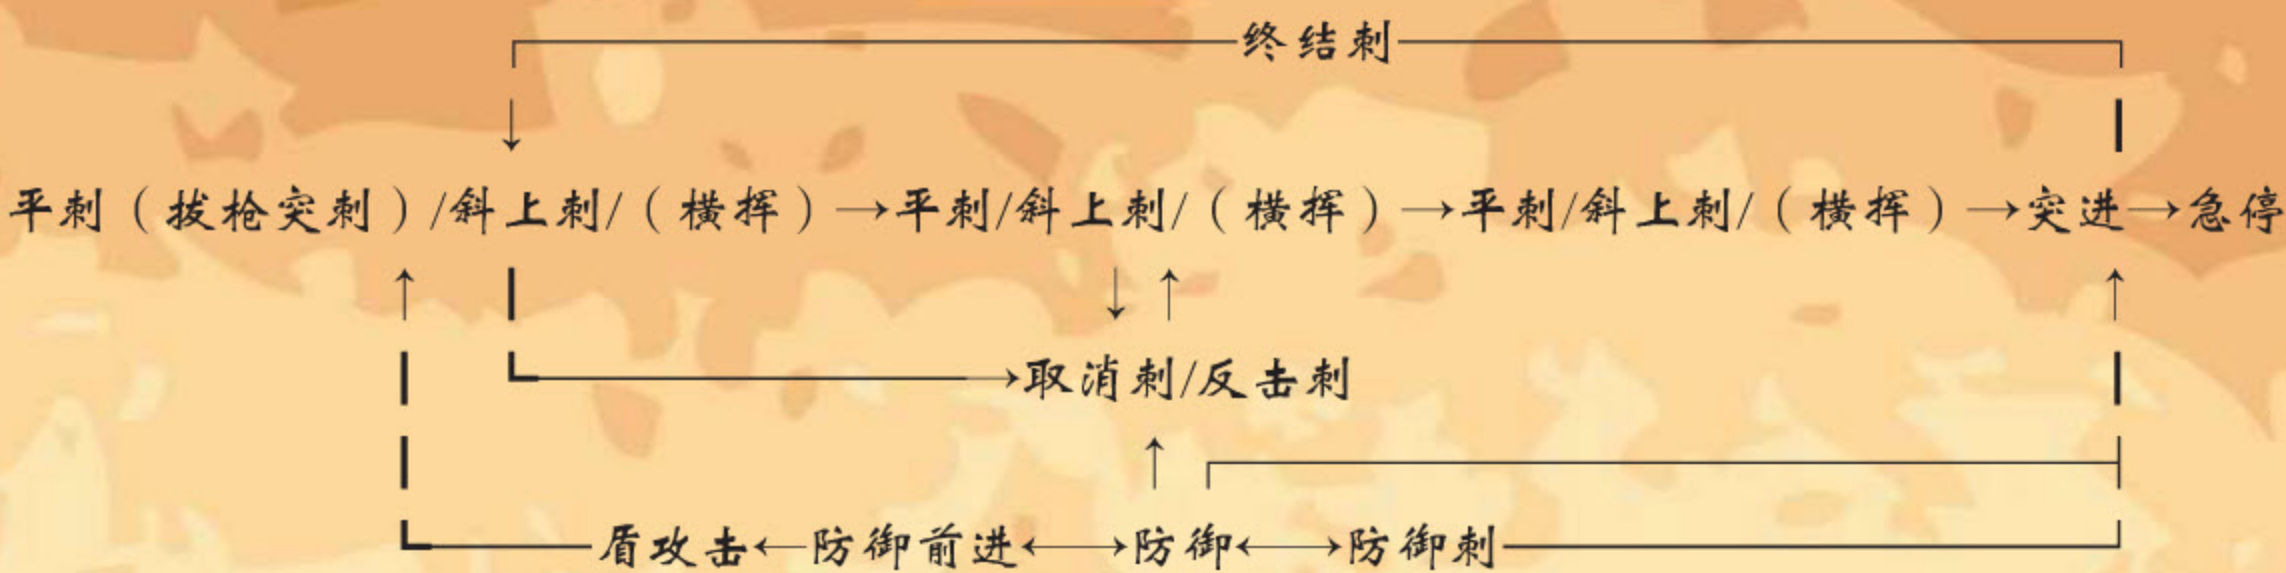 终结刺
平刺（拔枪突刺）/斜上刺/（横挥）→平刺/斜上刺/（横挥）→平刺/斜上刺/（横挥）→突进→急停
取消刺/反击刺
盾攻击←防御前进←→防御←→防御刺